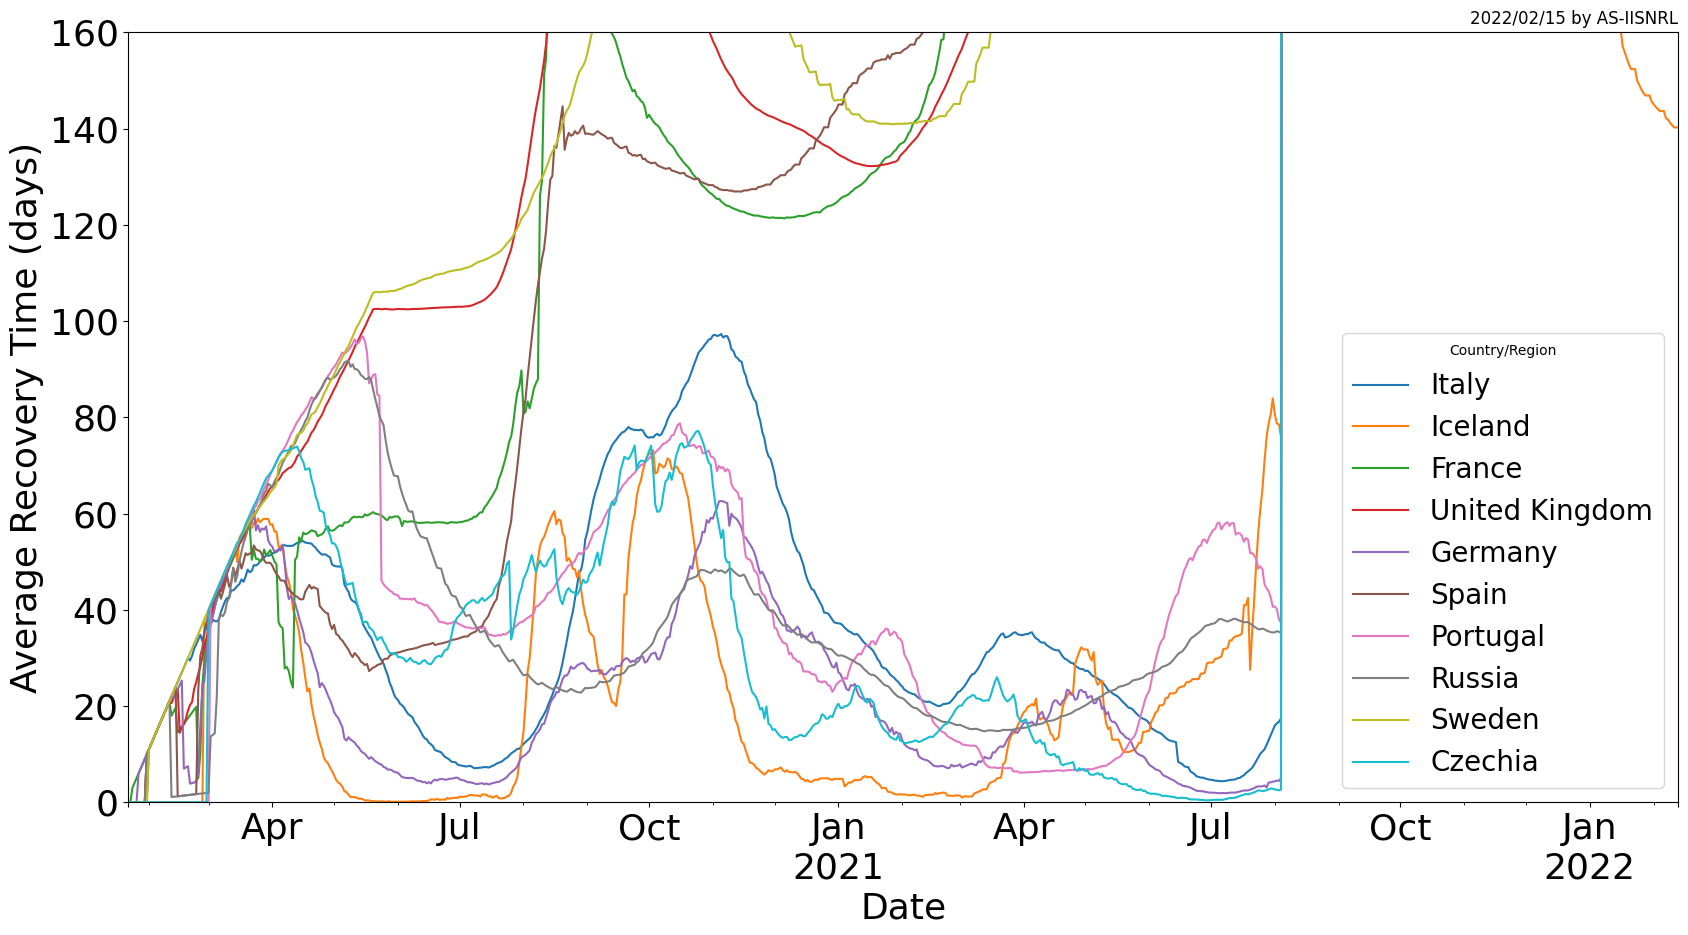 2022/02/15 by AS-IISNRL
160
140
120
100
80
60
40
20
0
Average Recovery Time (days)
Country/Region
Italy
Iceland
France
United Kingdom
Germany
Spain
Portugal
Russia
Sweden
Czechia
Apr Jul Oct Jan Apr Jul Oct Jan
2021 2022
Date